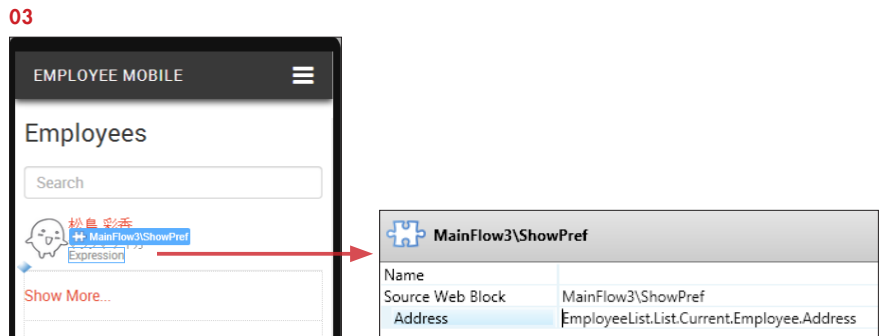 03
EMPLOYEE MOBILE
Employees
Search
松島 彩香
MainFlow3\ShowPref
Expression
Show More...
MainFlow3\ShowPref
Name
Source Web Block MainFlow3\ShowPref
Address EmployeeList.List.Current.Employee.Address